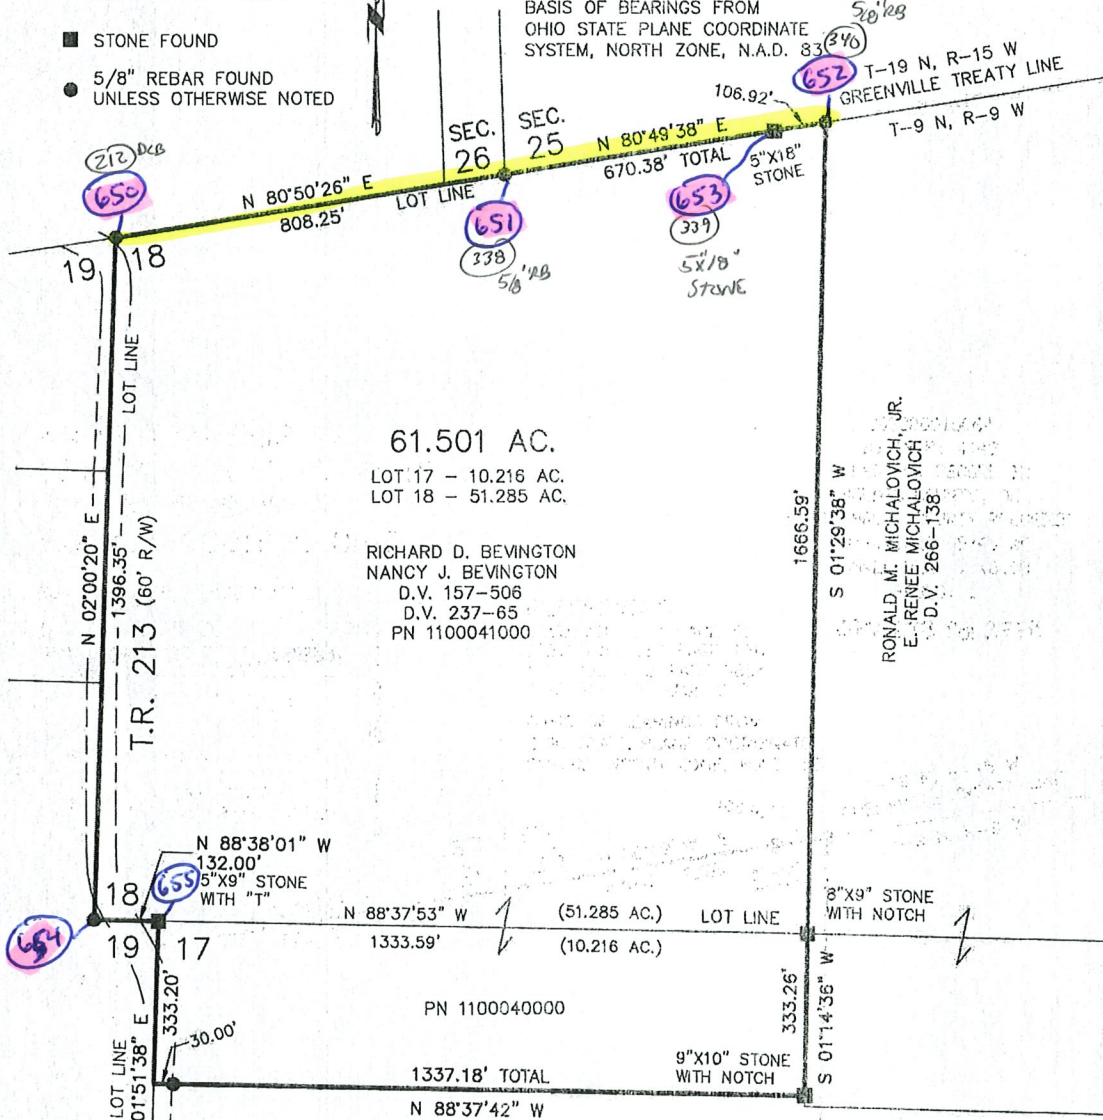 BASIS OF BEARINGS FROM
OHIO STATE PLANE COORDINATE
SYSTEM, NORTH ZONE, N.A.D. 83
STONE FOUND
5/8" REBAR FOUND
UNLESS OTHERWISE NOTED
5/8" RB
340
652
T-19 N, R-15 W
GREENVILLE TREATY LINE
T-9 N, R-9 W
106.92'
SEC.
26
SEC.
25
N 80°49'38" E
670.38' TOTAL
5"X18"
STONE
212
650
N 80°50'26" E
808.25'
LOT LINE
651
338
5/8" RB
653
339
5"x18"
STONE
19
18
LOT LINE
61.501 AC.
LOT 17 - 10.216 AC.
LOT 18 - 51.285 AC.
RICHARD D. BEVINGTON
NANCY J. BEVINGTON
D.V. 157-506
D.V. 237-65
PN 1100041000
N 02°00'20" E
1396.35'
T.R. 213 (60' R/W)
1666.59'
S 01°29'38" W
RONALD M. MICHALOVICH, JR.
E. RENEE MICHALOVICH
D.V. 266-138
N 88°38'01" W
132.00'
5"X9" STONE
WITH "T"
655
654
18
19
17
N 88°37'53" W
1333.59'
(51.285 AC.)
(10.216 AC.)
LOT LINE
8"X9" STONE
WITH NOTCH
LOT LINE
01°51'38" E
333.20'
30.00'
PN 1100040000
333.26'
S 01°14'36" W
9"X10" STONE
WITH NOTCH
1337.18' TOTAL
N 88°37'42" W